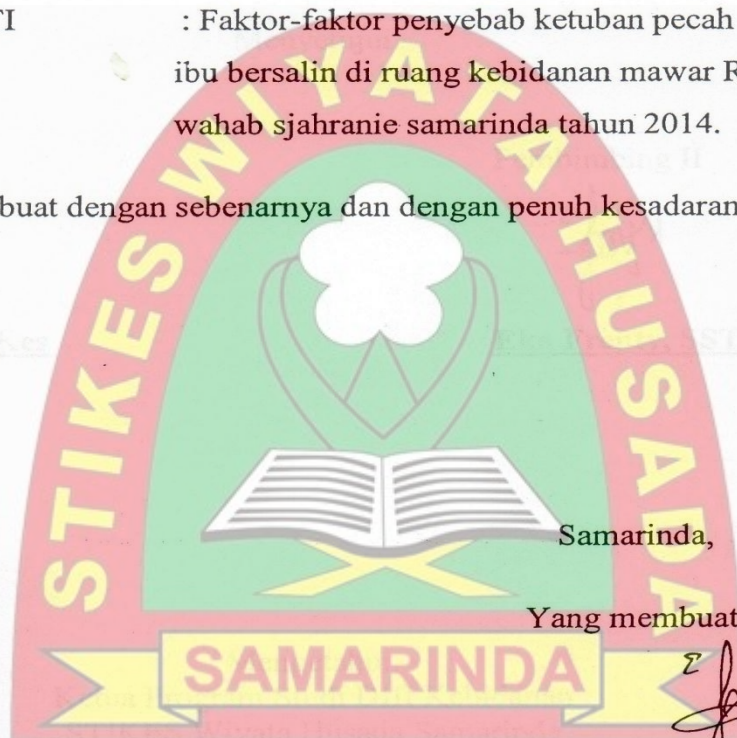 TI : Faktor-faktor penyebab ketuban pecah
ibu bersalin di ruang kebidanan mawar R
wahab sjahranie samarinda tahun 2014.
buat dengan sebenarnya dan dengan penuh kesadaran
STIKES WIYATA HUSADA
Samarinda,
Yang membuat
SAMARINDA